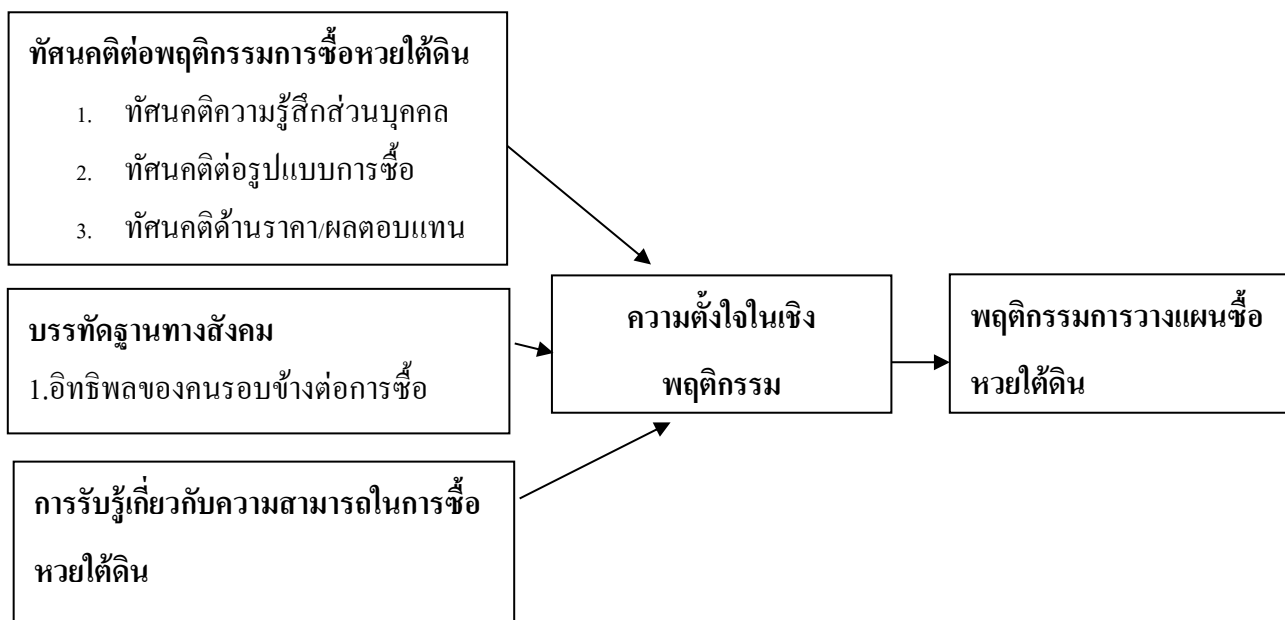 ทัศนคติต่อพฤติกรรมการซื้อหวยใต้ดิน
1. ทัศนคติความรู้สึกส่วนบุคคล
2. ทัศนคติต่อรูปแบบการซื้อ
3. ทัศนคติด้านราคา/ผลตอบแทน
บรรทัดฐานทางสังคม
1.อิทธิพลของคนรอบข้างต่อการซื้อ
การรับรู้เกี่ยวกับความสามารถในการซื้อ
หวยใต้ดิน
ความตั้งใจในเชิง
พฤติกรรม
พฤติกรรมการวางแผนซื้อ
หวยใต้ดิน